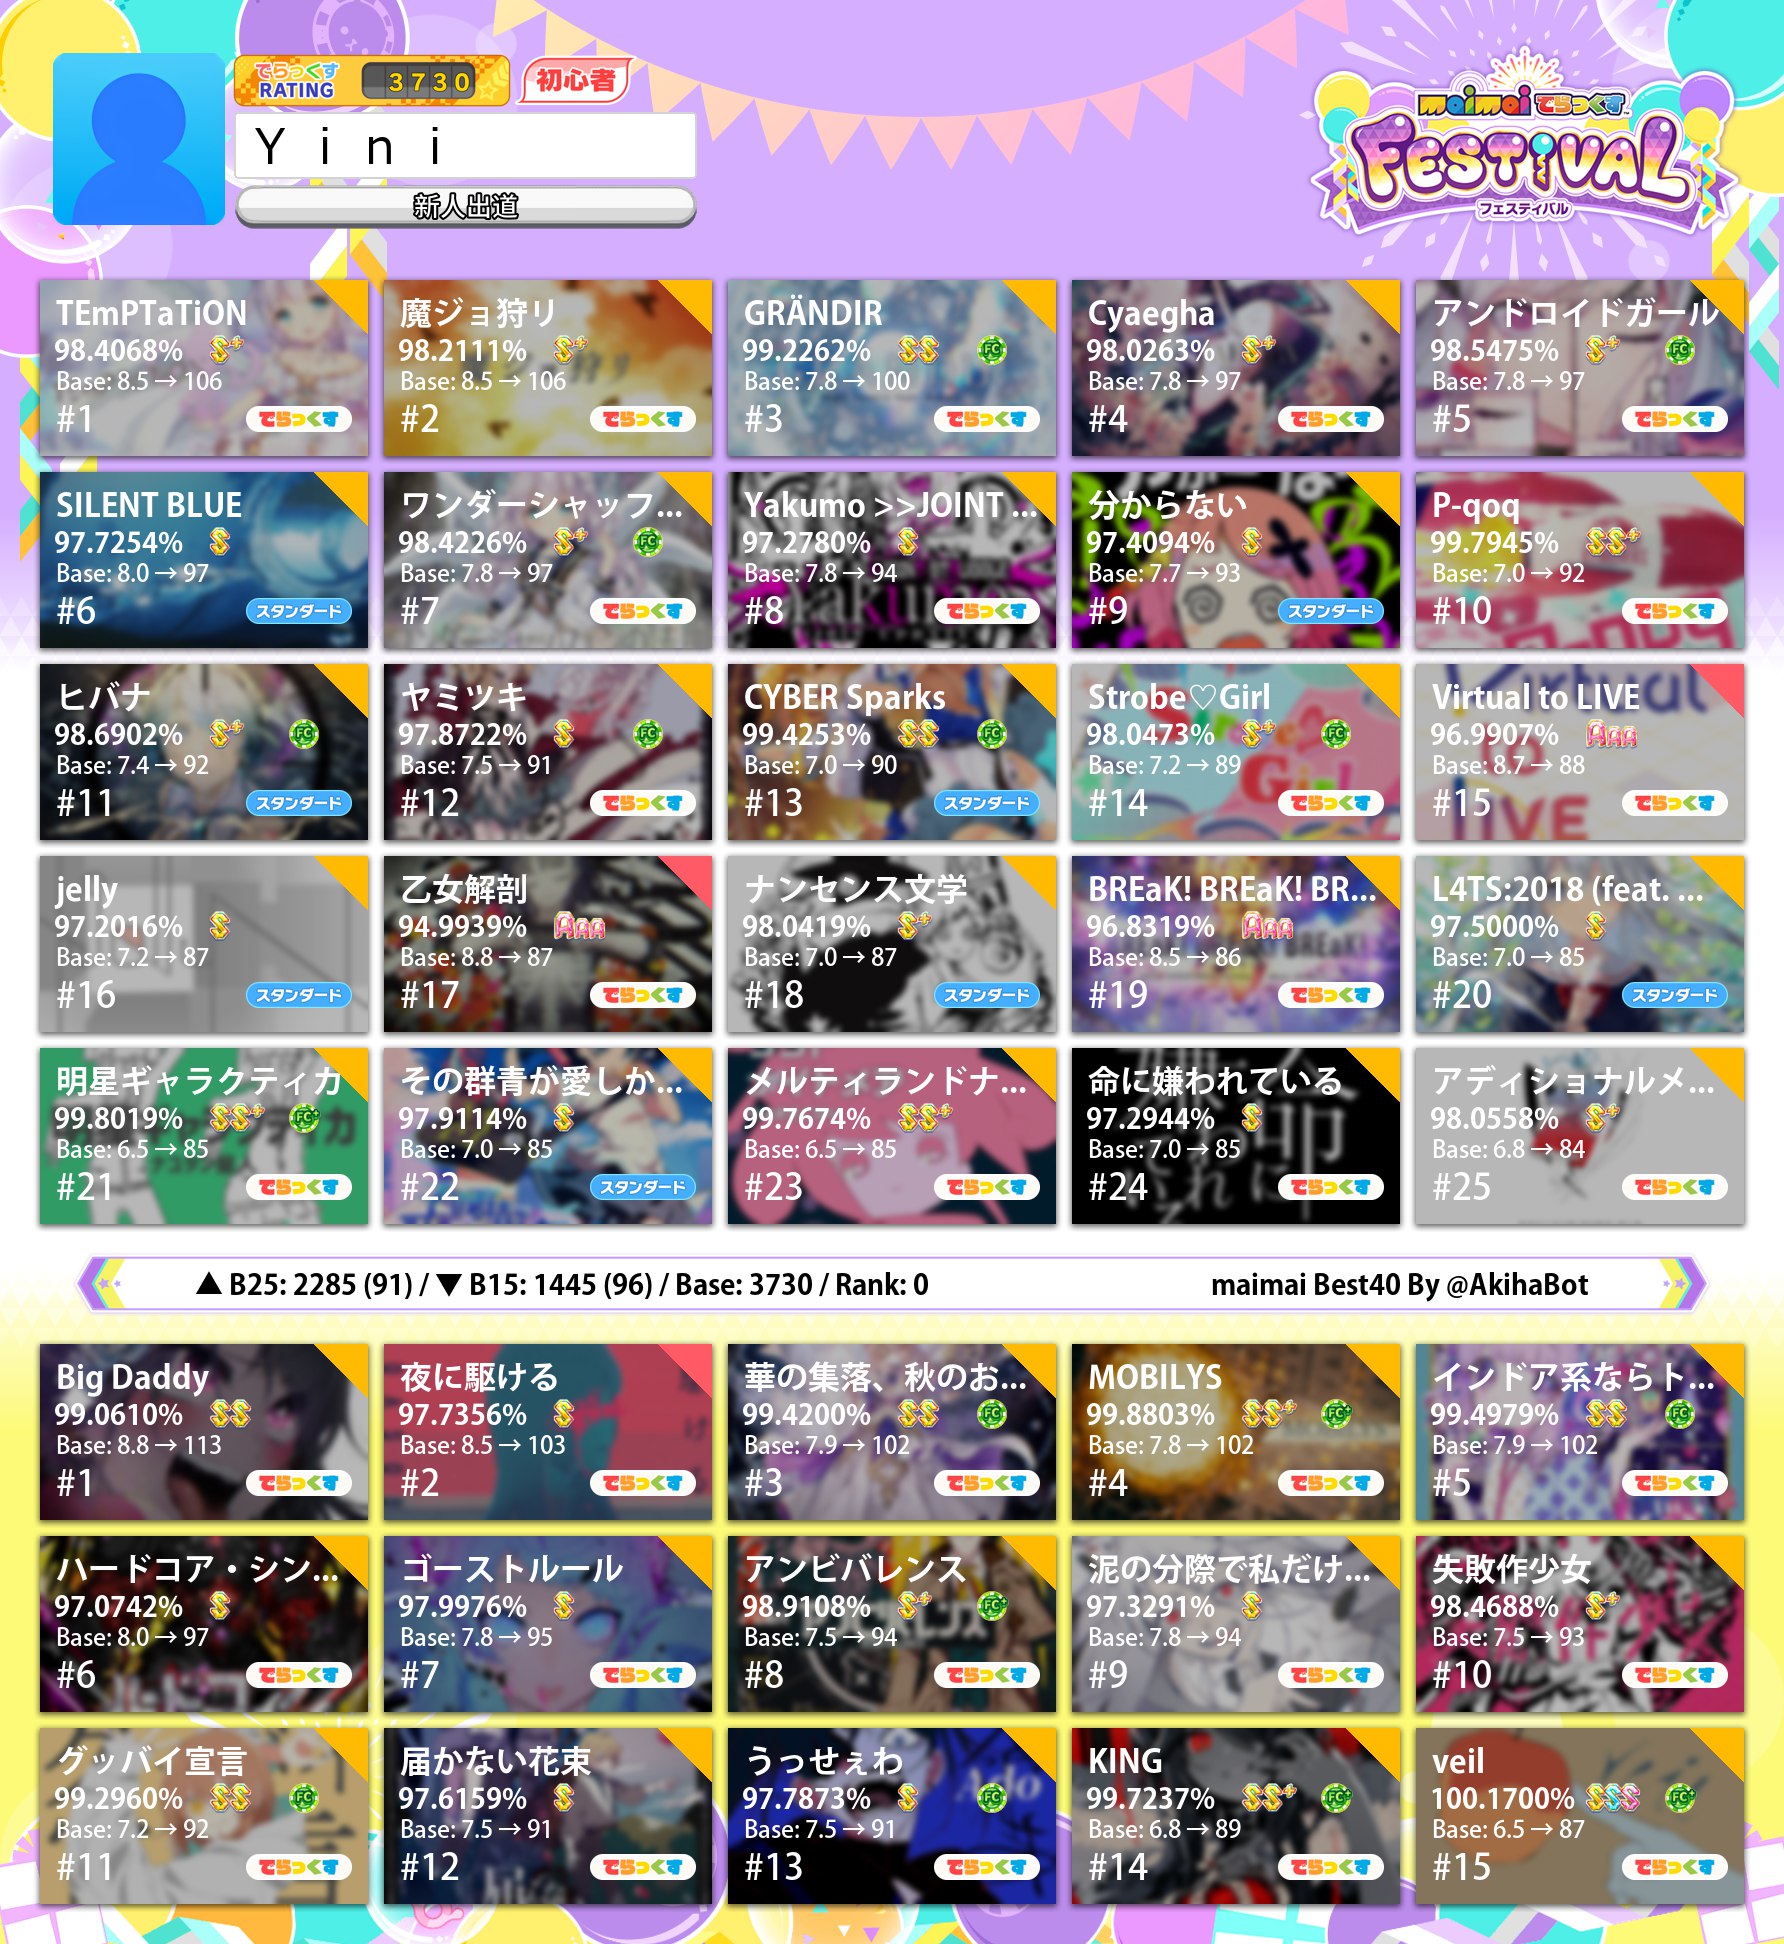 でらっくす
RATING
3730
初心者
Yini
新人出道
maimai でらっくす
FESTiVAL
フェスティバル
TEmPTaTiON
98.4068% S+
Base: 8.5 → 106
#1 でらっくす
魔ジョ狩リ
98.2111% S+
Base: 8.5 → 106
#2 でらっくす
GRÄNDIR
99.2262% SS FC
Base: 7.8 → 100
#3 でらっくす
Cyaegha
98.0263% S+
Base: 7.8 → 97
#4 でらっくす
アンドロイドガール
98.5475% S+ FC
Base: 7.8 → 97
#5 でらっくす
SILENT BLUE
97.7254% S
Base: 8.0 → 97
#6 スタンダード
ワンダーシャッフ...
98.4226% S+ FC
Base: 7.8 → 97
#7 でらっくす
Yakumo >>JOINT ...
97.2780% S
Base: 7.8 → 94
#8 でらっくす
分からない
97.4094% S
Base: 7.7 → 93
#9 スタンダード
P-qoq
99.7945% SS+
Base: 7.0 → 92
#10 でらっくす
ヒバナ
98.6902% S+ FC
Base: 7.4 → 92
#11 スタンダード
ヤミツキ
97.8722% S FC
Base: 7.5 → 91
#12 でらっくす
CYBER Sparks
99.4253% SS FC
Base: 7.0 → 90
#13 スタンダード
Strobe♡Girl
98.0473% S+ FC
Base: 7.2 → 89
#14 でらっくす
Virtual to LIVE
96.9907% AAA
Base: 8.7 → 88
#15 でらっくす
jelly
97.2016% S
Base: 7.2 → 87
#16 スタンダード
乙女解剖
94.9939% AAA
Base: 8.8 → 87
#17 でらっくす
ナンセンス文学
98.0419% S+
Base: 7.0 → 87
#18 スタンダード
BREaK! BREaK! BR...
96.8319% AAA
Base: 8.5 → 86
#19 でらっくす
L4TS:2018 (feat. ...
97.5000% S
Base: 7.0 → 85
#20 スタンダード
明星ギャラクティカ
99.8019% SS+ FC+
Base: 6.5 → 85
#21 でらっくす
その群青が愛しか...
97.9114% S
Base: 7.0 → 85
#22 スタンダード
メルティランドナ...
99.7674% SS+
Base: 6.5 → 85
#23 でらっくす
命に嫌われている
97.2944% S
Base: 7.0 → 85
#24 でらっくす
アディショナルメ...
98.0558% S+
Base: 6.8 → 84
#25 でらっくす
▲ B25: 2285 (91) / ▼ B15: 1445 (96) / Base: 3730 / Rank: 0
maimai Best40 By @AkihaBot
Big Daddy
99.0610% SS
Base: 8.8 → 113
#1 でらっくす
夜に駆ける
97.7356% S
Base: 8.5 → 103
#2 でらっくす
華の集落、秋のお...
99.4200% SS FC
Base: 7.9 → 102
#3 でらっくす
MOBILYS
99.8803% SS+ FC+
Base: 7.8 → 102
#4 でらっくす
インドア系ならト...
99.4979% SS FC
Base: 7.9 → 102
#5 でらっくす
ハードコア・シン...
97.0742% S
Base: 8.0 → 97
#6 でらっくす
ゴーストルール
97.9976% S
Base: 7.8 → 95
#7 でらっくす
アンビバレンス
98.9108% S+ FC+
Base: 7.5 → 94
#8 でらっくす
泥の分際で私だけ...
97.3291% S
Base: 7.8 → 94
#9 でらっくす
失敗作少女
98.4688% S+
Base: 7.5 → 93
#10 でらっくす
グッバイ宣言
99.2960% SS FC
Base: 7.2 → 92
#11 でらっくす
届かない花束
97.6159% S
Base: 7.5 → 91
#12 でらっくす
うっせぇわ
97.7873% S FC
Base: 7.5 → 91
#13 でらっくす
KING
99.7237% SS+ FC+
Base: 6.8 → 89
#14 でらっくす
veil
100.1700% SSS FC+
Base: 6.5 → 87
#15 でらっくす